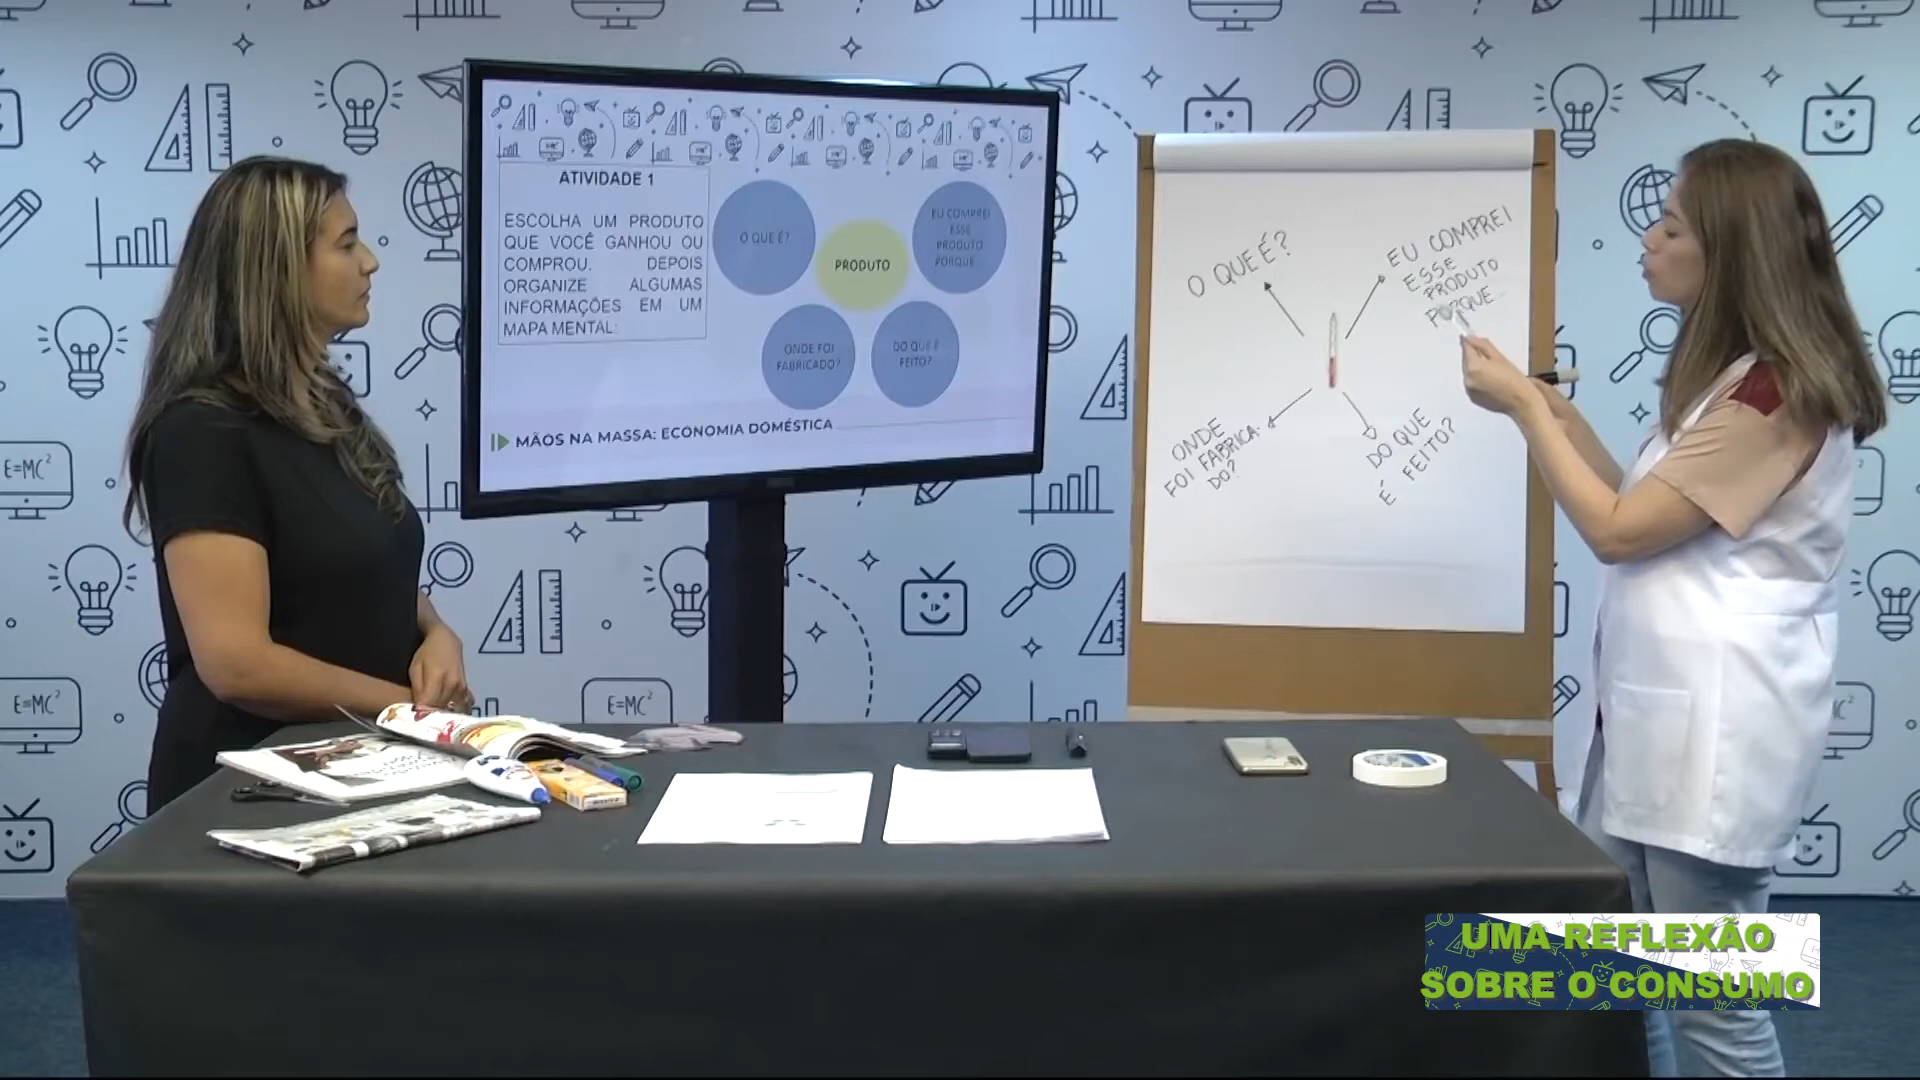 ATIVIDADE 1
ESCOLHA UM PRODUTO
QUE VOCÊ GANHOU OU
COMPROU. DEPOIS
ORGANIZE ALGUMAS
INFORMAÇÕES EM UM
MAPA MENTAL:
O QUE É?
PRODUTO
EU COMPREI
ESSE
PRODUTO
PORQUE...
ONDE FOI
FABRICADO?
DO QUE É
FEITO?
MÃOS NA MASSA: ECONOMIA DOMÉSTICA
O QUE É?
EU COMPREI
ESSE
PRODUTO
PORQUE...
ONDE
FOI FABRICA-
DO?
DO QUE
É FEITO?
E=MC²
E=MC²
E=MC²
UMA REFLEXÃO
SOBRE O CONSUMO